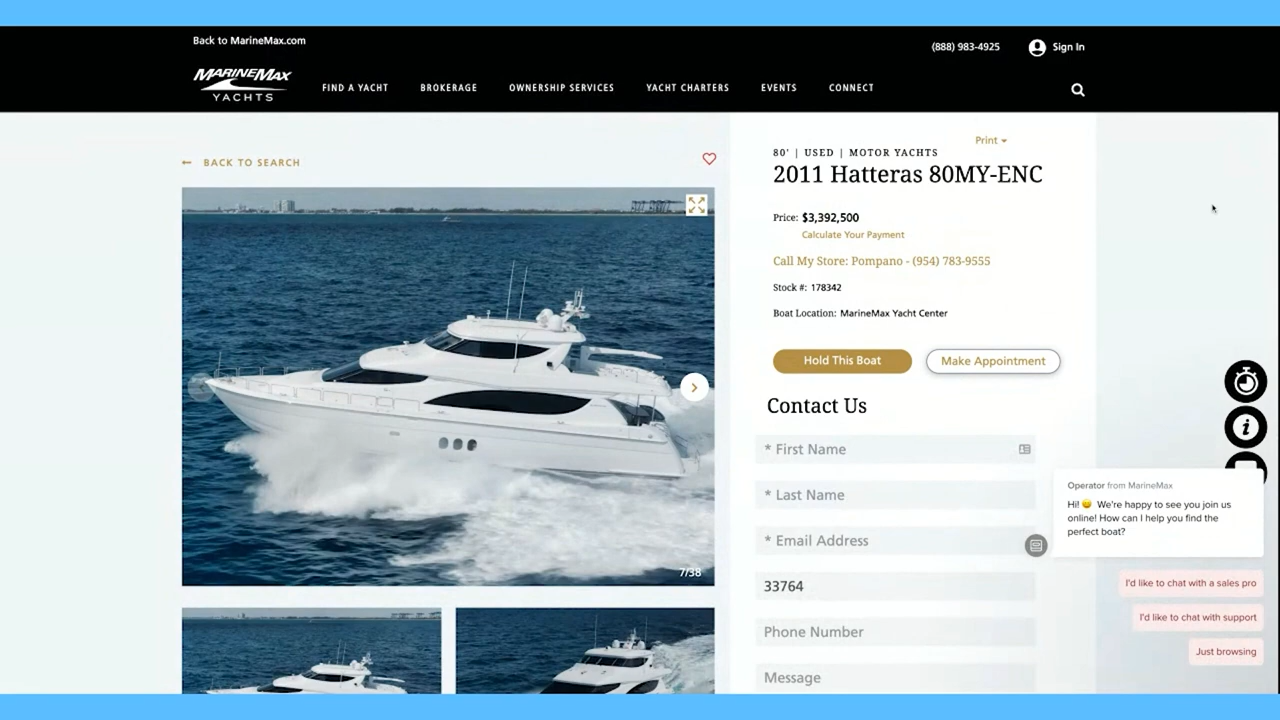 Back to MarineMax.com
(888) 983-4925
Sign In
MARINEMAX
YACHTS
FIND A YACHT
BROKERAGE
OWNERSHIP SERVICES
YACHT CHARTERS
EVENTS
CONNECT
← BACK TO SEARCH
Print
80' | USED | MOTOR YACHTS
2011 Hatteras 80MY-ENC
Price: $3,392,500
Calculate Your Payment
Call My Store: Pompano - (954) 783-9555
Stock #: 178342
Boat Location: MarineMax Yacht Center
Hold This Boat
Make Appointment
7/38
Contact Us
* First Name
* Last Name
* Email Address
33764
Phone Number
Message
Operator from MarineMax
Hi! 😀 We're happy to see you join us
online! How can I help you find the
perfect boat?
I'd like to chat with a sales pro
I'd like to chat with support
Just browsing